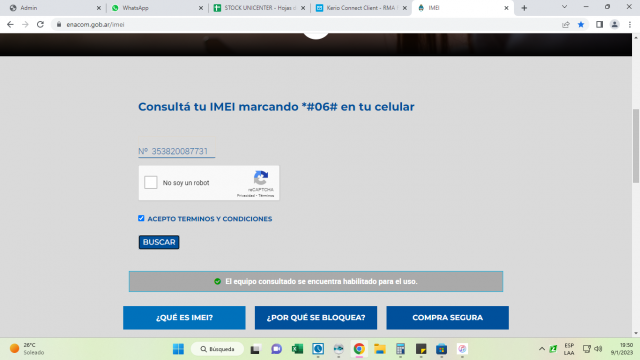 Admin
WhatsApp
STOCK UNICENTER - Hojas d
Kerio Connect Client - RMA
IMEI
enacom.gob.ar/imei
Consultá tu IMEI marcando *#06# en tu celular
Nº 353820087731
No soy un robot
reCAPTCHA
Privacidad - Términos
ACEPTO TERMINOS Y CONDICIONES
BUSCAR
El equipo consultado se encuentra habilitado para el uso.
¿QUÉ ES IMEI?
¿POR QUÉ SE BLOQUEA?
COMPRA SEGURA
26°C
Soleado
Búsqueda
ESP
LAA
19:50
9/1/2023